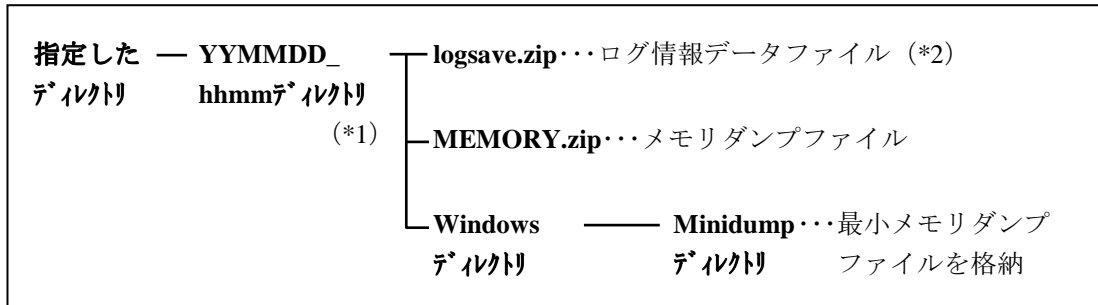 指定した YYMMDD_ logsave.zip･･･ログ情報データファイル（*2）
ﾃﾞｨﾚｸﾄﾘ hhmmﾃﾞｨﾚｸﾄﾘ
（*1） MEMORY.zip･･･メモリダンプファイル
Windows Minidump･･･最小メモリダンプ
ﾃﾞｨﾚｸﾄﾘ ﾃﾞｨﾚｸﾄﾘ ファイルを格納